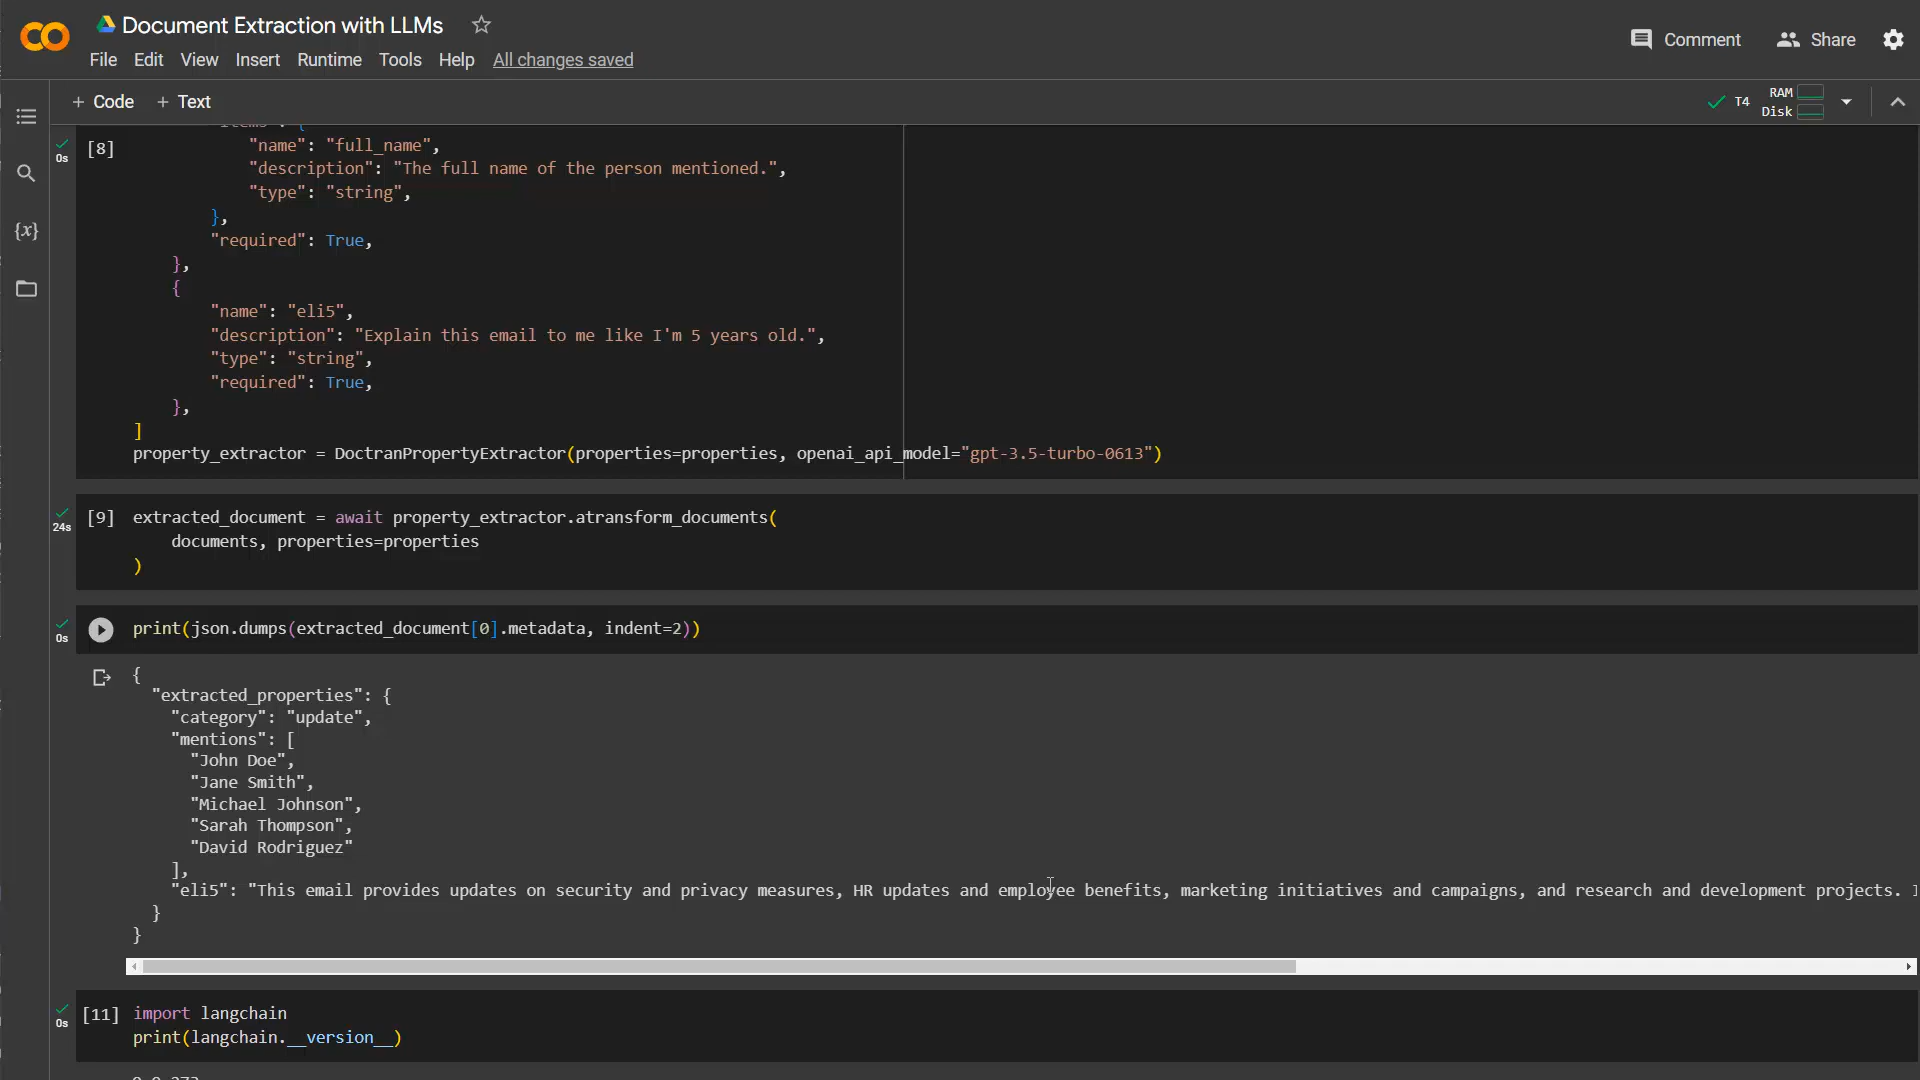 Document Extraction with LLMs
File Edit View Insert Runtime Tools Help All changes saved
Comment Share
+ Code + Text
T4 RAM Disk
[8]
0s
"name": "full_name",
"description": "The full name of the person mentioned.",
"type": "string",
},
"required": True,
},
{
"name": "eli5",
"description": "Explain this email to me like I'm 5 years old.",
"type": "string",
"required": True,
},
]
property_extractor = DoctranPropertyExtractor(properties=properties, openai_api_model="gpt-3.5-turbo-0613")
24s
[9] extracted_document = await property_extractor.atransform_documents(
documents, properties=properties
)
0s
print(json.dumps(extracted_document[0].metadata, indent=2))
{
"extracted_properties": {
"category": "update",
"mentions": [
"John Doe",
"Jane Smith",
"Michael Johnson",
"Sarah Thompson",
"David Rodriguez"
],
"eli5": "This email provides updates on security and privacy measures, HR updates and employee benefits, marketing initiatives and campaigns, and research and development projects.
}
}
0s
[11] import langchain
print(langchain.__version__)